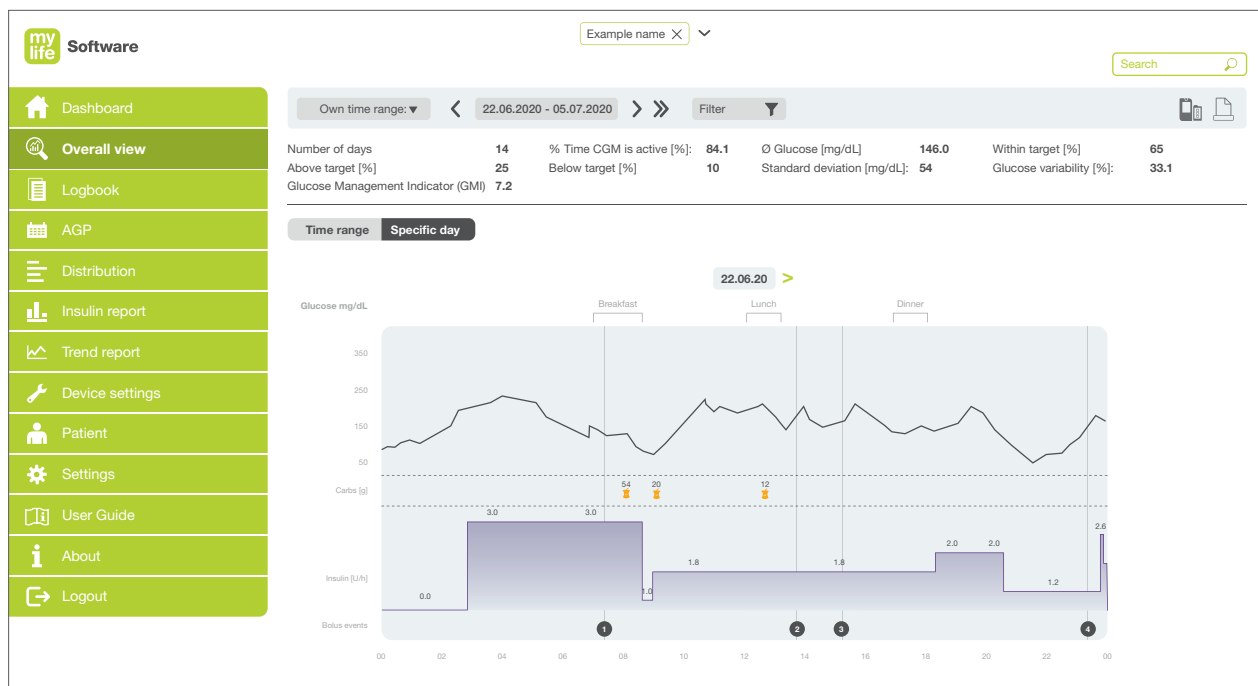 my life Software
Example name
Search
Dashboard
Overall view
Logbook
AGP
Distribution
Insulin report
Trend report
Device settings
Patient
Settings
User Guide
About
Logout
Own time range: 22.06.2020 - 05.07.2020 Filter
Number of days 14 % Time CGM is active [%]: 84.1 Ø Glucose [mg/dL] 146.0 Within target [%] 65
Above target [%] 25 Below target [%] 10 Standard deviation [mg/dL]: 54 Glucose variability [%]: 33.1
Glucose Management Indicator (GMI) 7.2
Time range Specific day
22.06.20 >
Glucose mg/dL Breakfast Lunch Dinner
350
250
150
50
Carbs [g] 54 20 12
3.0 3.0 2.6
1.8 1.8 2.0 2.0
Insulin [U/h] 0.0 1.0 1.2
Bolus events 1 2 3 4
00 02 04 06 08 10 12 14 16 18 20 22 00